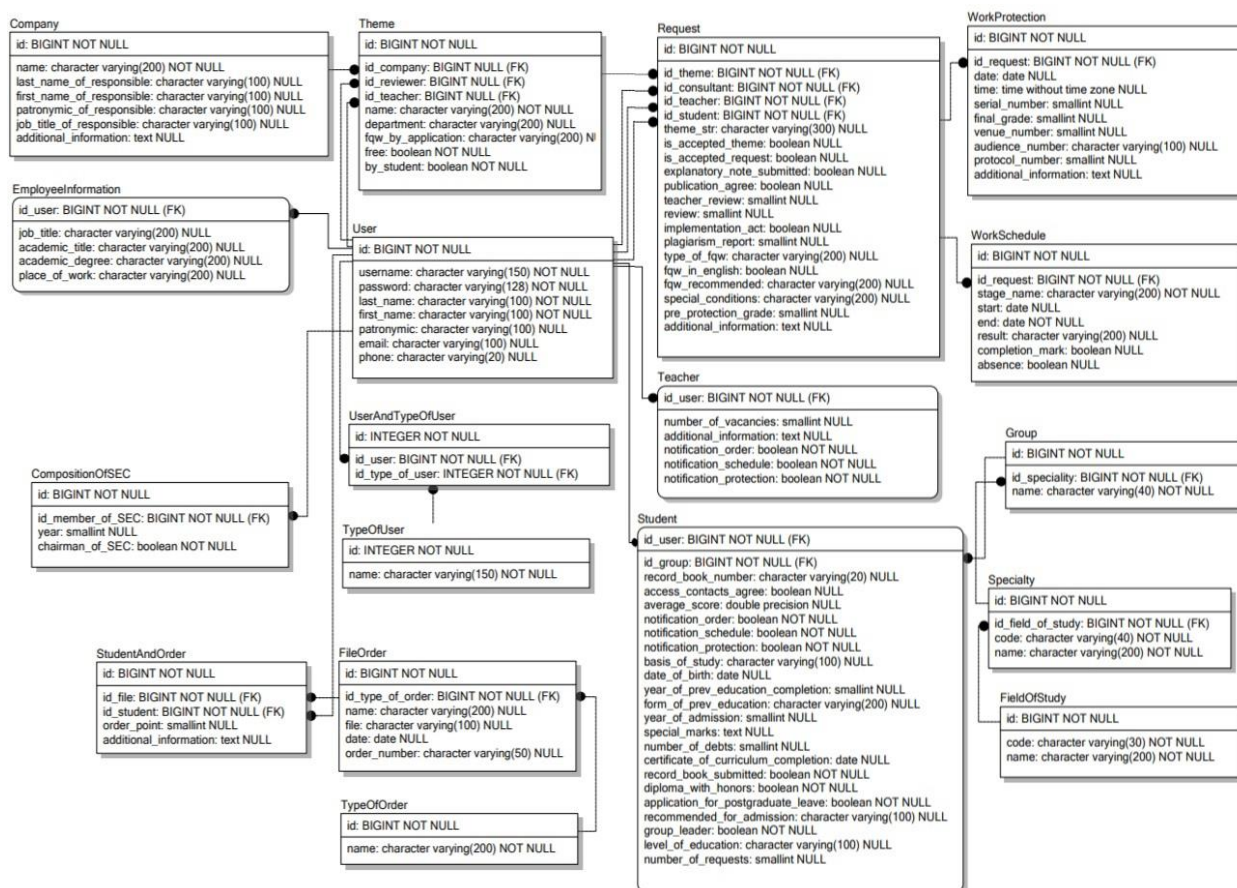 Company
id: BIGINT NOT NULL
name: character varying(200) NOT NULL
last_name_of_responsible: character varying(100) NULL
first_name_of_responsible: character varying(100) NULL
patronymic_of_responsible: character varying(100) NULL
job_title_of_responsible: character varying(100) NULL
additional_information: text NULL
Theme
id: BIGINT NOT NULL
id_company: BIGINT NULL (FK)
id_reviewer: BIGINT NULL (FK)
id_teacher: BIGINT NULL (FK)
name: character varying(200) NOT NULL
department: character varying(200) NULL
fqw_by_application: character varying(200) NU
free: boolean NOT NULL
by_student: boolean NOT NULL
Request
id: BIGINT NOT NULL
id_theme: BIGINT NOT NULL (FK)
id_consultant: BIGINT NOT NULL (FK)
id_teacher: BIGINT NOT NULL (FK)
id_student: BIGINT NOT NULL (FK)
theme_str: character varying(300) NULL
is_accepted_theme: boolean NULL
is_accepted_request: boolean NULL
explanatory_note_submitted: boolean NULL
publication_agree: boolean NULL
teacher_review: smallint NULL
review: smallint NULL
implementation_act: boolean NULL
plagiarism_report: smallint NULL
type_of_fqw: character varying(200) NULL
fqw_in_english: boolean NULL
fqw_recommended: character varying(200) NULL
special_conditions: character varying(200) NULL
pre_protection_grade: smallint NULL
additional_information: text NULL
WorkProtection
id: BIGINT NOT NULL
id_request: BIGINT NOT NULL (FK)
date: date NULL
time: time without time zone NULL
serial_number: smallint NULL
final_grade: smallint NULL
venue_number: smallint NULL
audience_number: character varying(100) NULL
protocol_number: smallint NULL
additional_information: text NULL
EmployeeInformation
id_user: BIGINT NOT NULL (FK)
job_title: character varying(200) NULL
academic_title: character varying(200) NULL
academic_degree: character varying(200) NULL
place_of_work: character varying(200) NULL
User
id: BIGINT NOT NULL
username: character varying(150) NOT NULL
password: character varying(128) NOT NULL
last_name: character varying(100) NOT NULL
first_name: character varying(100) NOT NULL
patronymic: character varying(100) NULL
email: character varying(100) NULL
phone: character varying(20) NULL
WorkSchedule
id: BIGINT NOT NULL
id_request: BIGINT NOT NULL (FK)
stage_name: character varying(200) NOT NULL
start: date NULL
end: date NOT NULL
result: character varying(200) NULL
completion_mark: boolean NULL
absence: boolean NULL
Teacher
id_user: BIGINT NOT NULL (FK)
number_of_vacancies: smallint NULL
additional_information: text NULL
notification_order: boolean NOT NULL
notification_schedule: boolean NOT NULL
notification_protection: boolean NOT NULL
UserAndTypeOfUser
id: INTEGER NOT NULL
id_user: BIGINT NOT NULL (FK)
id_type_of_user: INTEGER NOT NULL (FK)
Group
id: BIGINT NOT NULL
id_speciality: BIGINT NOT NULL (FK)
name: character varying(40) NOT NULL
CompositionOfSEC
id: BIGINT NOT NULL
id_member_of_SEC: BIGINT NOT NULL (FK)
year: smallint NULL
chairman_of_SEC: boolean NOT NULL
TypeOfUser
id: INTEGER NOT NULL
name: character varying(150) NOT NULL
Student
id_user: BIGINT NOT NULL (FK)
id_group: BIGINT NOT NULL (FK)
record_book_number: character varying(20) NULL
access_contacts_agree: boolean NULL
average_score: double precision NULL
notification_order: boolean NOT NULL
notification_schedule: boolean NOT NULL
notification_protection: boolean NOT NULL
basis_of_study: character varying(100) NULL
date_of_birth: date NULL
year_of_prev_education_completion: smallint NULL
form_of_prev_education: character varying(200) NULL
year_of_admission: smallint NULL
special_marks: text NULL
number_of_debts: smallint NULL
certificate_of_curriculum_completion: date NULL
record_book_submitted: boolean NOT NULL
diploma_with_honors: boolean NOT NULL
application_for_postgraduate_leave: boolean NOT NULL
recommended_for_admission: character varying(100) NULL
group_leader: boolean NOT NULL
level_of_education: character varying(100) NULL
number_of_requests: smallint NULL
Specialty
id: BIGINT NOT NULL
id_field_of_study: BIGINT NOT NULL (FK)
code: character varying(40) NOT NULL
name: character varying(200) NOT NULL
StudentAndOrder
id: BIGINT NOT NULL
id_file: BIGINT NOT NULL (FK)
id_student: BIGINT NOT NULL (FK)
order_point: smallint NULL
additional_information: text NULL
FileOrder
id: BIGINT NOT NULL
id_type_of_order: BIGINT NOT NULL (FK)
name: character varying(200) NULL
file: character varying(100) NULL
date: date NULL
order_number: character varying(50) NULL
FieldOfStudy
id: BIGINT NOT NULL
code: character varying(30) NOT NULL
name: character varying(200) NOT NULL
TypeOfOrder
id: BIGINT NOT NULL
name: character varying(200) NOT NULL